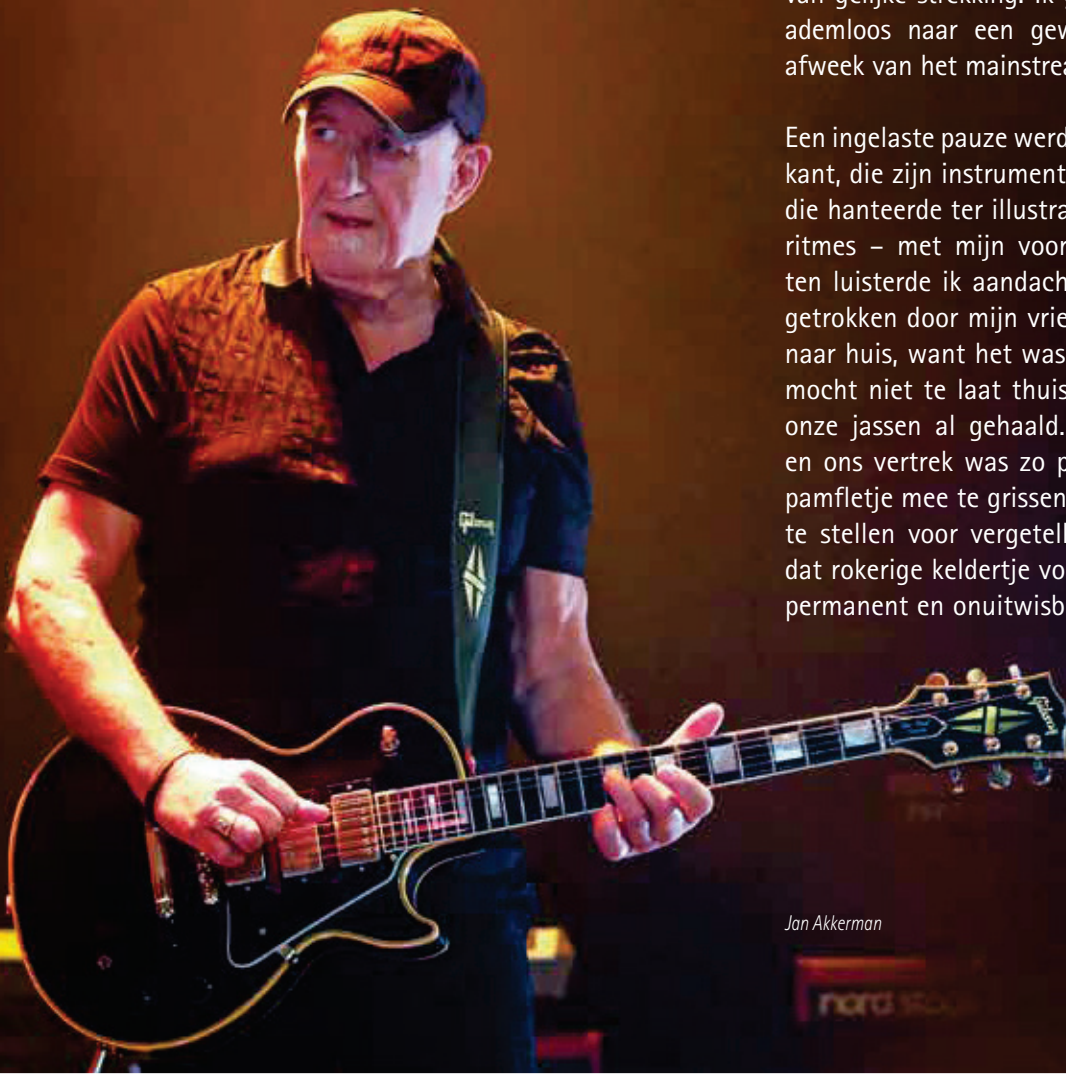 van gelijke strekking. Ik
ademloos naar een gew
afweek van het mainstrea
Een ingelaste pauze werd
kant, die zijn instrument
die hanteerde ter illustra
ritmes – met mijn voor
ten luisterde ik aandach
getrokken door mijn vrie
naar huis, want het was
mocht niet te laat thuis
onze jassen al gehaald.
en ons vertrek was zo p
pamfletje mee te grissen
te stellen voor vergetel
dat rokerige keldertje vo
permanent en onuitwisb
Gibson
Gibson
Jan Akkerman
nord stage